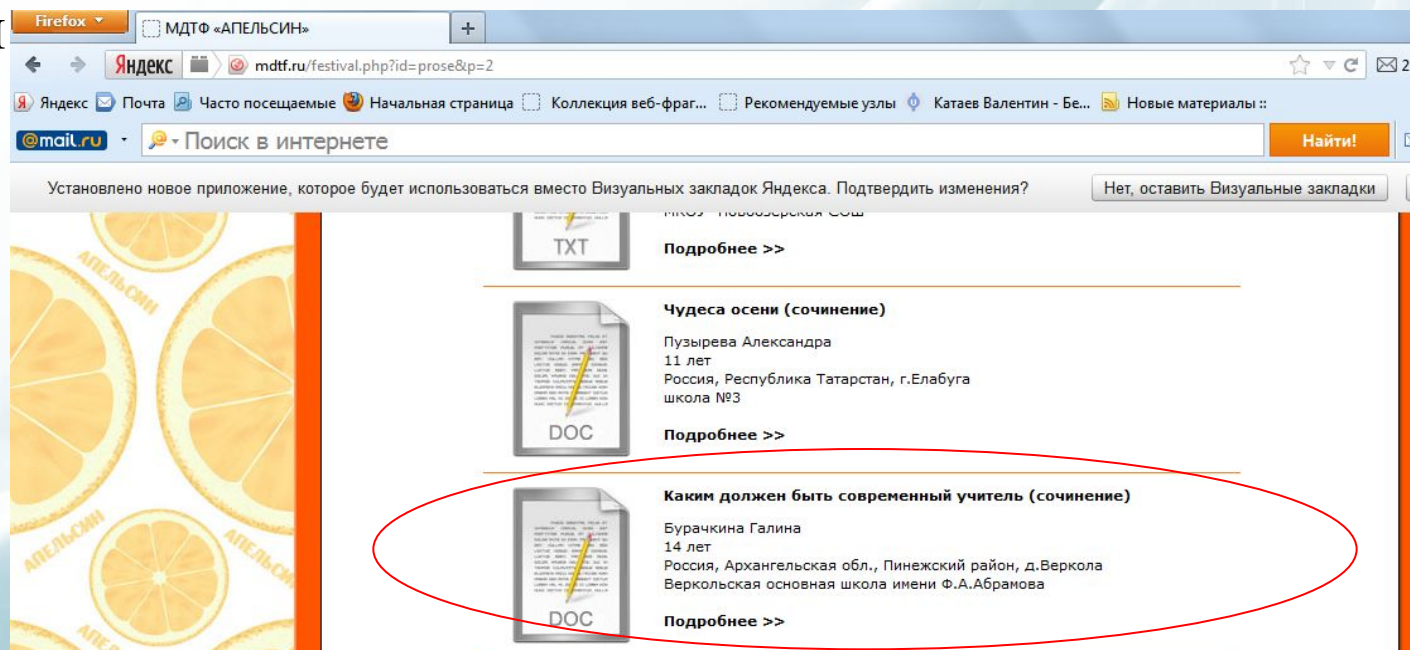 Firefox
МДТФ «АПЕЛЬСИН»
+
Яндекс mdtf.ru/festival.php?id=prose&p=2 2
Яндекс Почта Часто посещаемые Начальная страница Коллекция веб-фраг... Рекомендуемые узлы Катаев Валентин - Бе... Новые материалы ::
@mail.ru Поиск в интернете Найти!
Установлено новое приложение, которое будет использоваться вместо Визуальных закладок Яндекса. Подтвердить изменения? Нет, оставить Визуальные закладки
TXT
Подробнее >>
Чудеса осени (сочинение)
Пузырева Александра
11 лет
Россия, Республика Татарстан, г.Елабуга
школа №3
DOC
Подробнее >>
Каким должен быть современный учитель (сочинение)
Бурачкина Галина
14 лет
Россия, Архангельская обл., Пинежский район, д.Веркола
Веркольская основная школа имени Ф.А.Абрамова
DOC
Подробнее >>
АПЕЛЬСИН
АПЕЛЬСИН
АПЕЛЬСИН